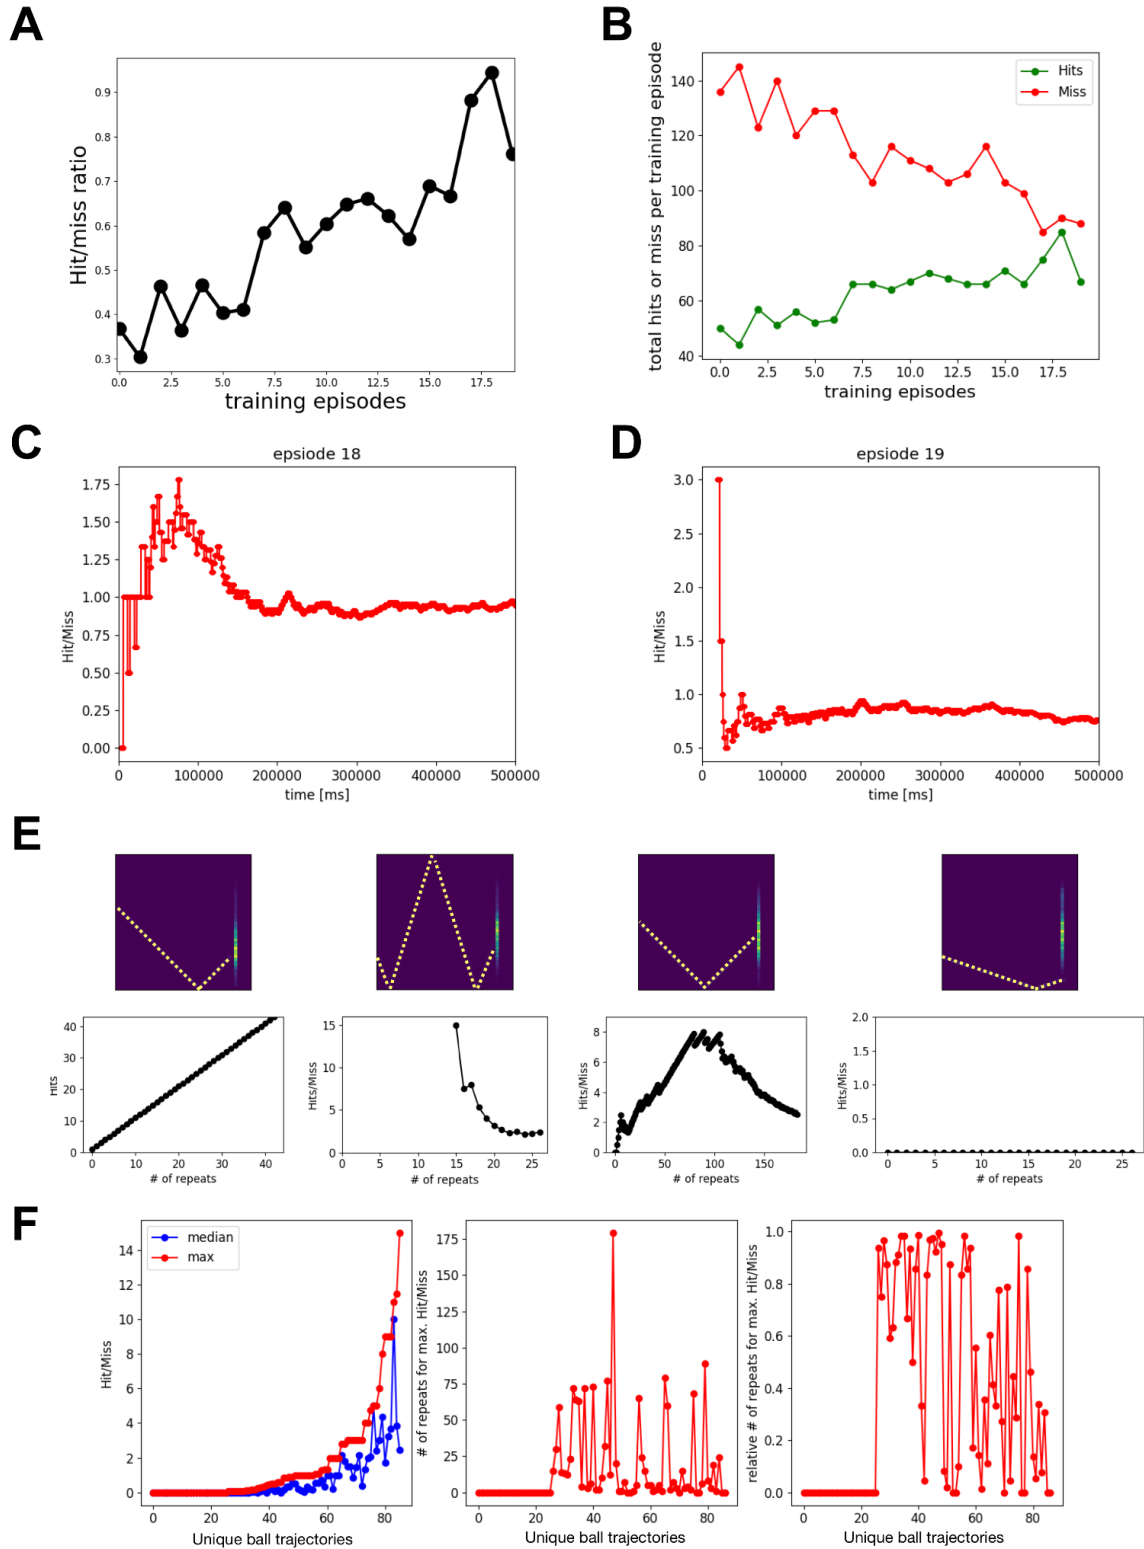 A
B
Hit/miss ratio
0.9
0.8
0.7
0.6
0.5
0.4
0.3
0.0 2.5 5.0 7.5 10.0 12.5 15.0 17.5
training episodes
total hits or miss per training episode
140
120
100
80
60
40
Hits
Miss
0.0 2.5 5.0 7.5 10.0 12.5 15.0 17.5
training episodes
C
D
epsiode 18
Hit/Miss
1.75
1.50
1.25
1.00
0.75
0.50
0.25
0.00
0 100000 200000 300000 400000 500000
time [ms]
epsiode 19
Hit/Miss
3.0
2.5
2.0
1.5
1.0
0.5
0 100000 200000 300000 400000 500000
time [ms]
E
Hits
40
30
20
10
0
0 20 40
# of repeats
Hits/Miss
15
10
5
0
0 5 10 15 20 25
# of repeats
Hits/Miss
8
6
4
2
0
0 50 100 150
# of repeats
Hits/Miss
2.0
1.5
1.0
0.5
0.0
0 5 10 15 20 25
# of repeats
F
Hit/Miss
14
12
10
8
6
4
2
0
median
max
0 20 40 60 80
Unique ball trajectories
# of repeats for max. Hit/Miss
175
150
125
100
75
50
25
0
0 20 40 60 80
Unique ball trajectories
relative # of repeats for max. Hit/Miss
1.0
0.8
0.6
0.4
0.2
0.0
0 20 40 60 80
Unique ball trajectories